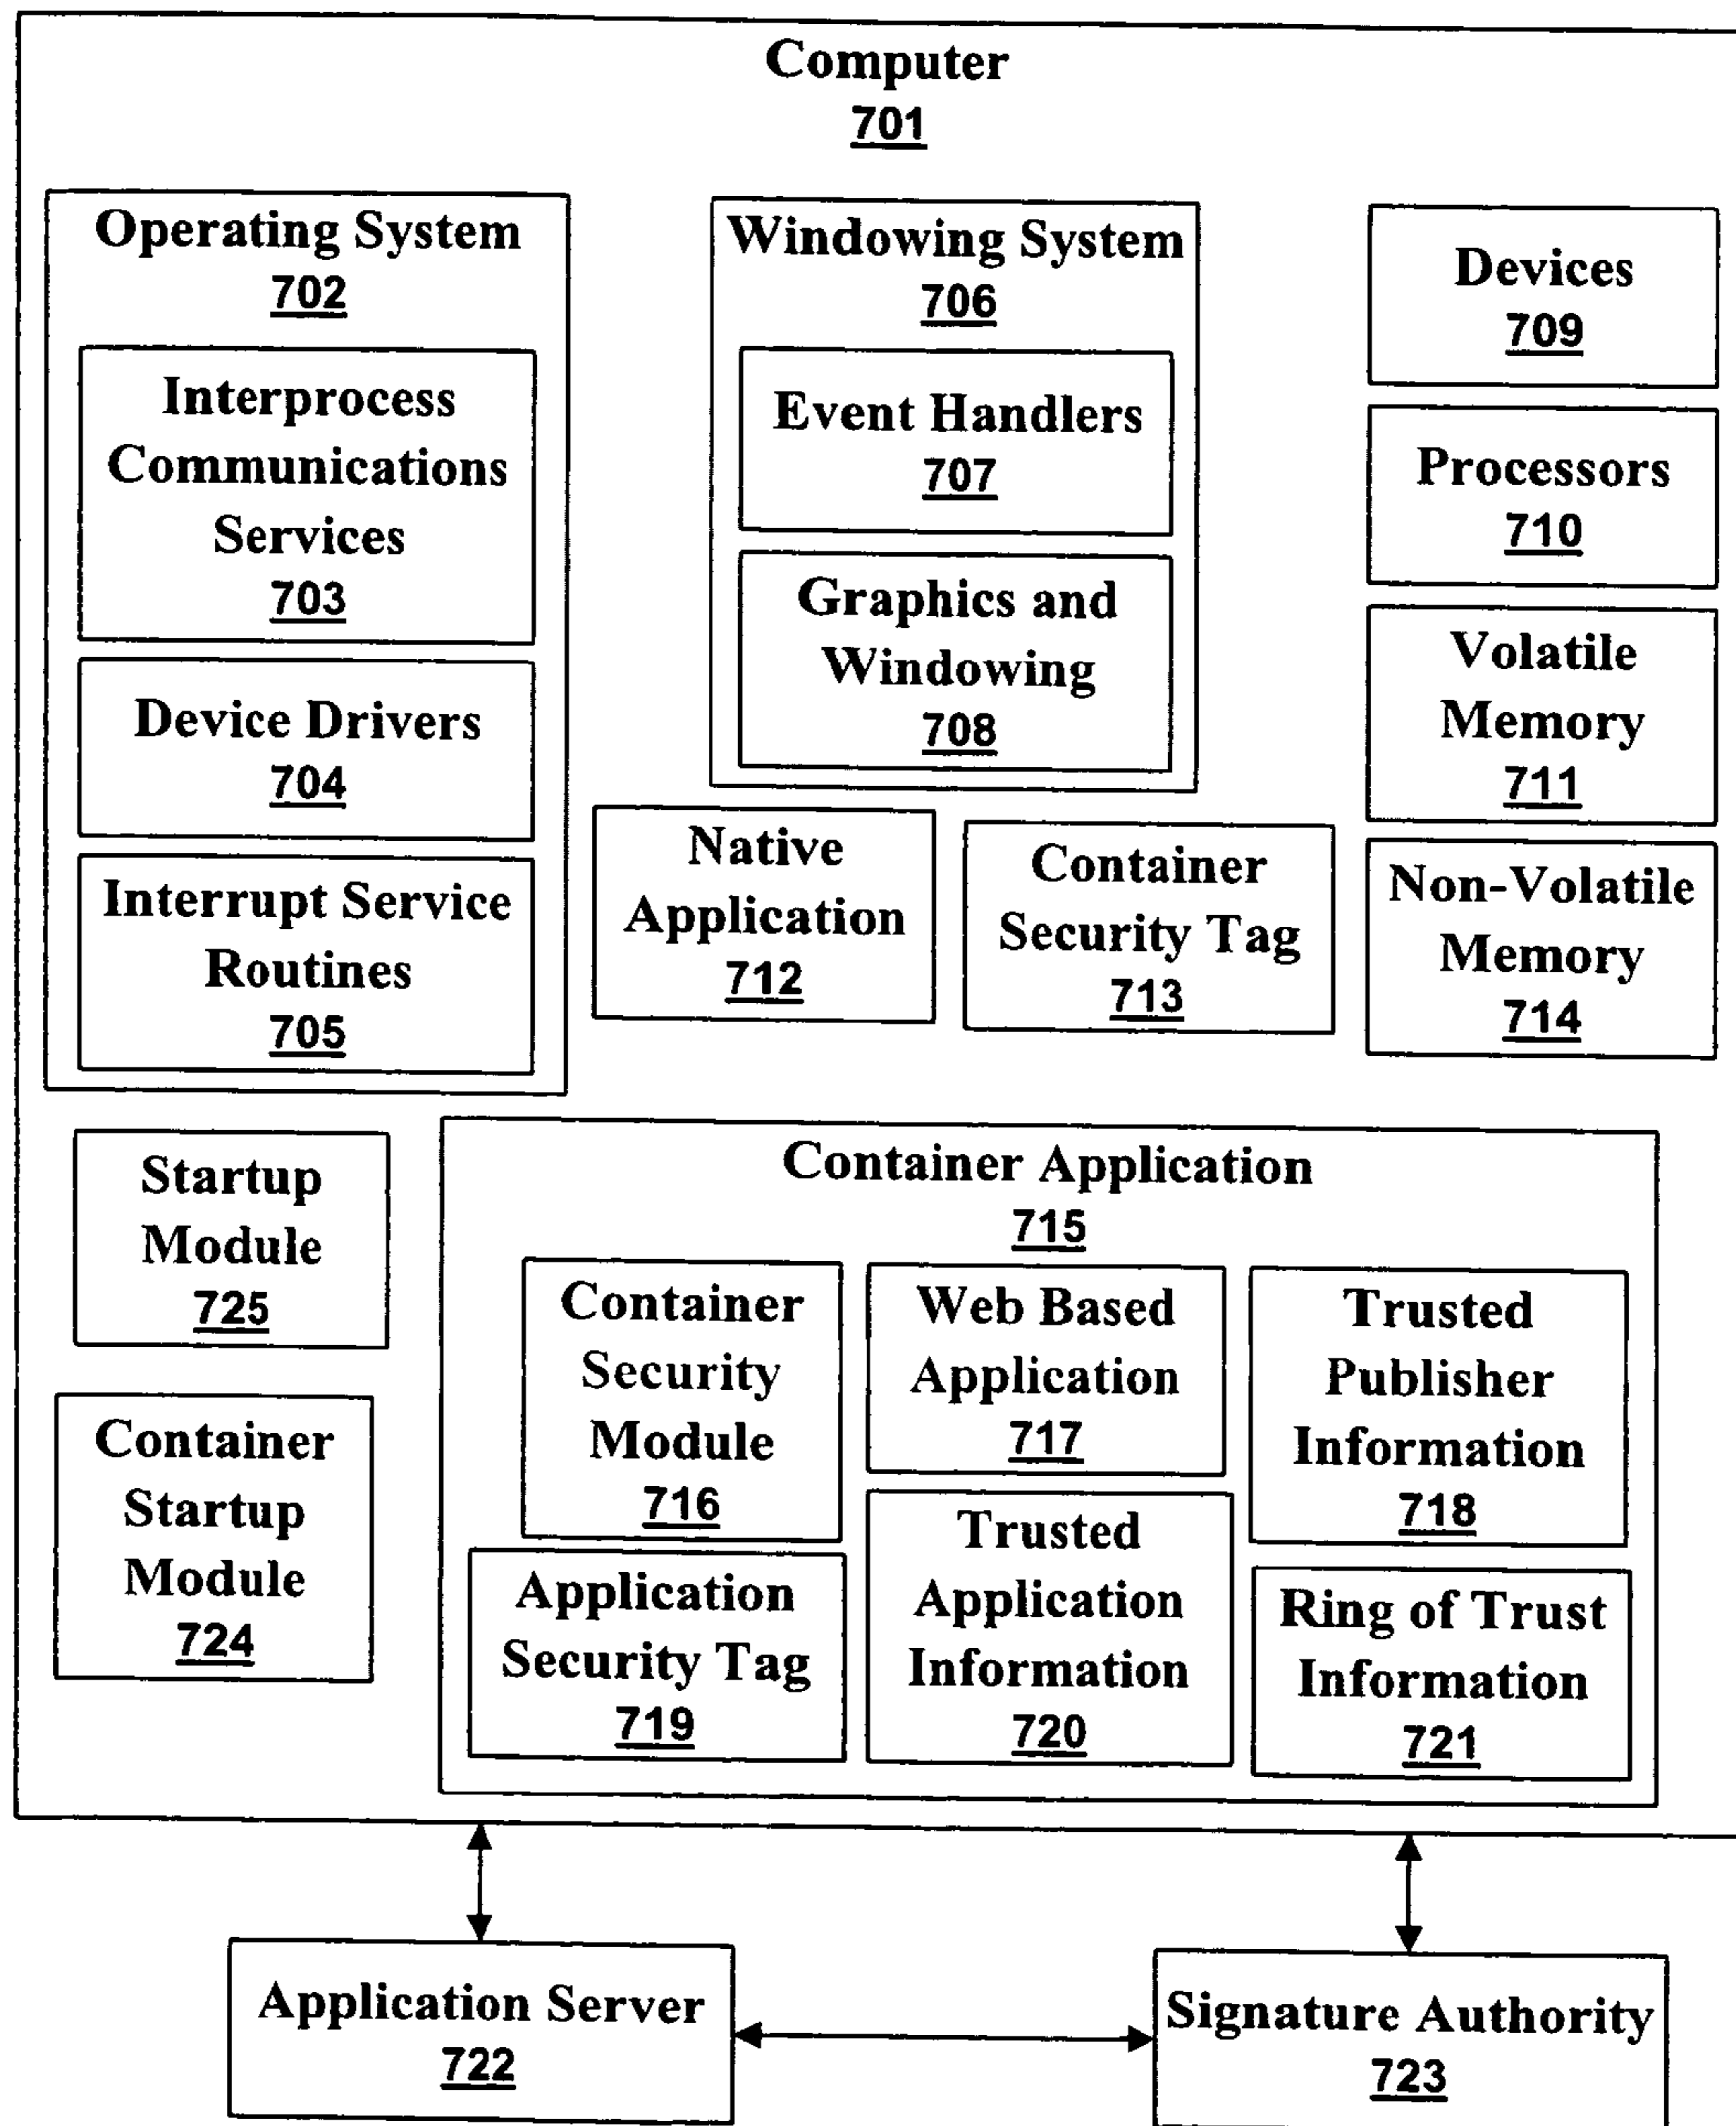 Computer
701
Operating System
702
Interprocess
Communications
Services
703
Device Drivers
704
Interrupt Service
Routines
705
Windowing System
706
Event Handlers
707
Graphics and
Windowing
708
Devices
709
Processors
710
Volatile
Memory
711
Native
Application
712
Container
Security Tag
713
Non-Volatile
Memory
714
Startup
Module
725
Container
Startup
Module
724
Container Application
715
Container
Security
Module
716
Web Based
Application
717
Trusted
Publisher
Information
718
Application
Security Tag
719
Trusted
Application
Information
720
Ring of Trust
Information
721
Application Server
722
Signature Authority
723